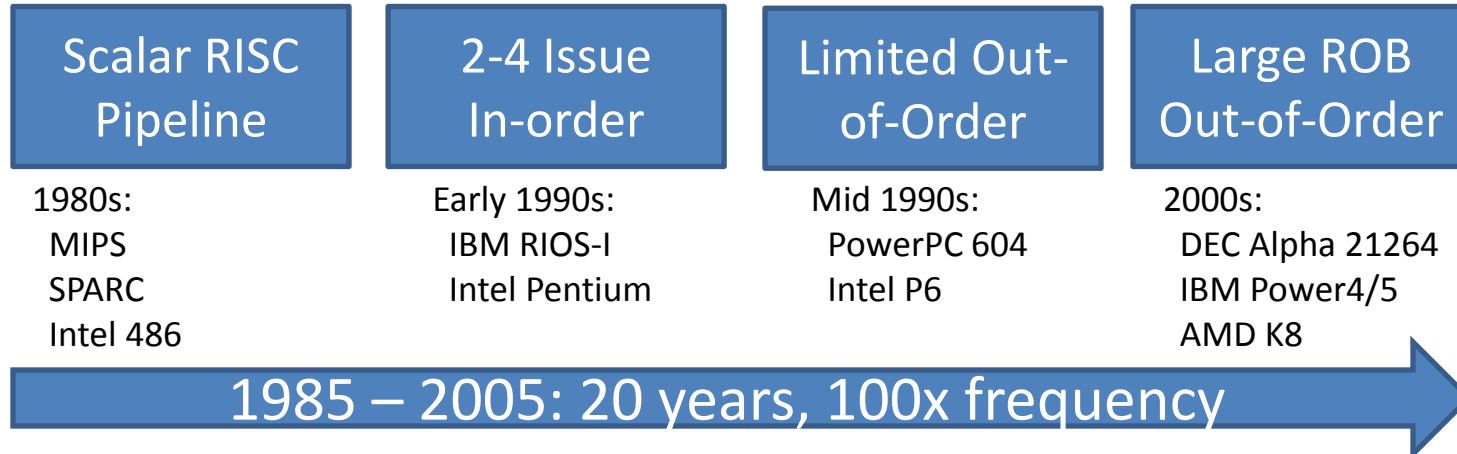 Scalar RISC
Pipeline
2-4 Issue
In-order
Limited Out-
of-Order
Large ROB
Out-of-Order
1980s:
MIPS
SPARC
Intel 486
Early 1990s:
IBM RIOS-I
Intel Pentium
Mid 1990s:
PowerPC 604
Intel P6
2000s:
DEC Alpha 21264
IBM Power4/5
AMD K8
1985 – 2005: 20 years, 100x frequency